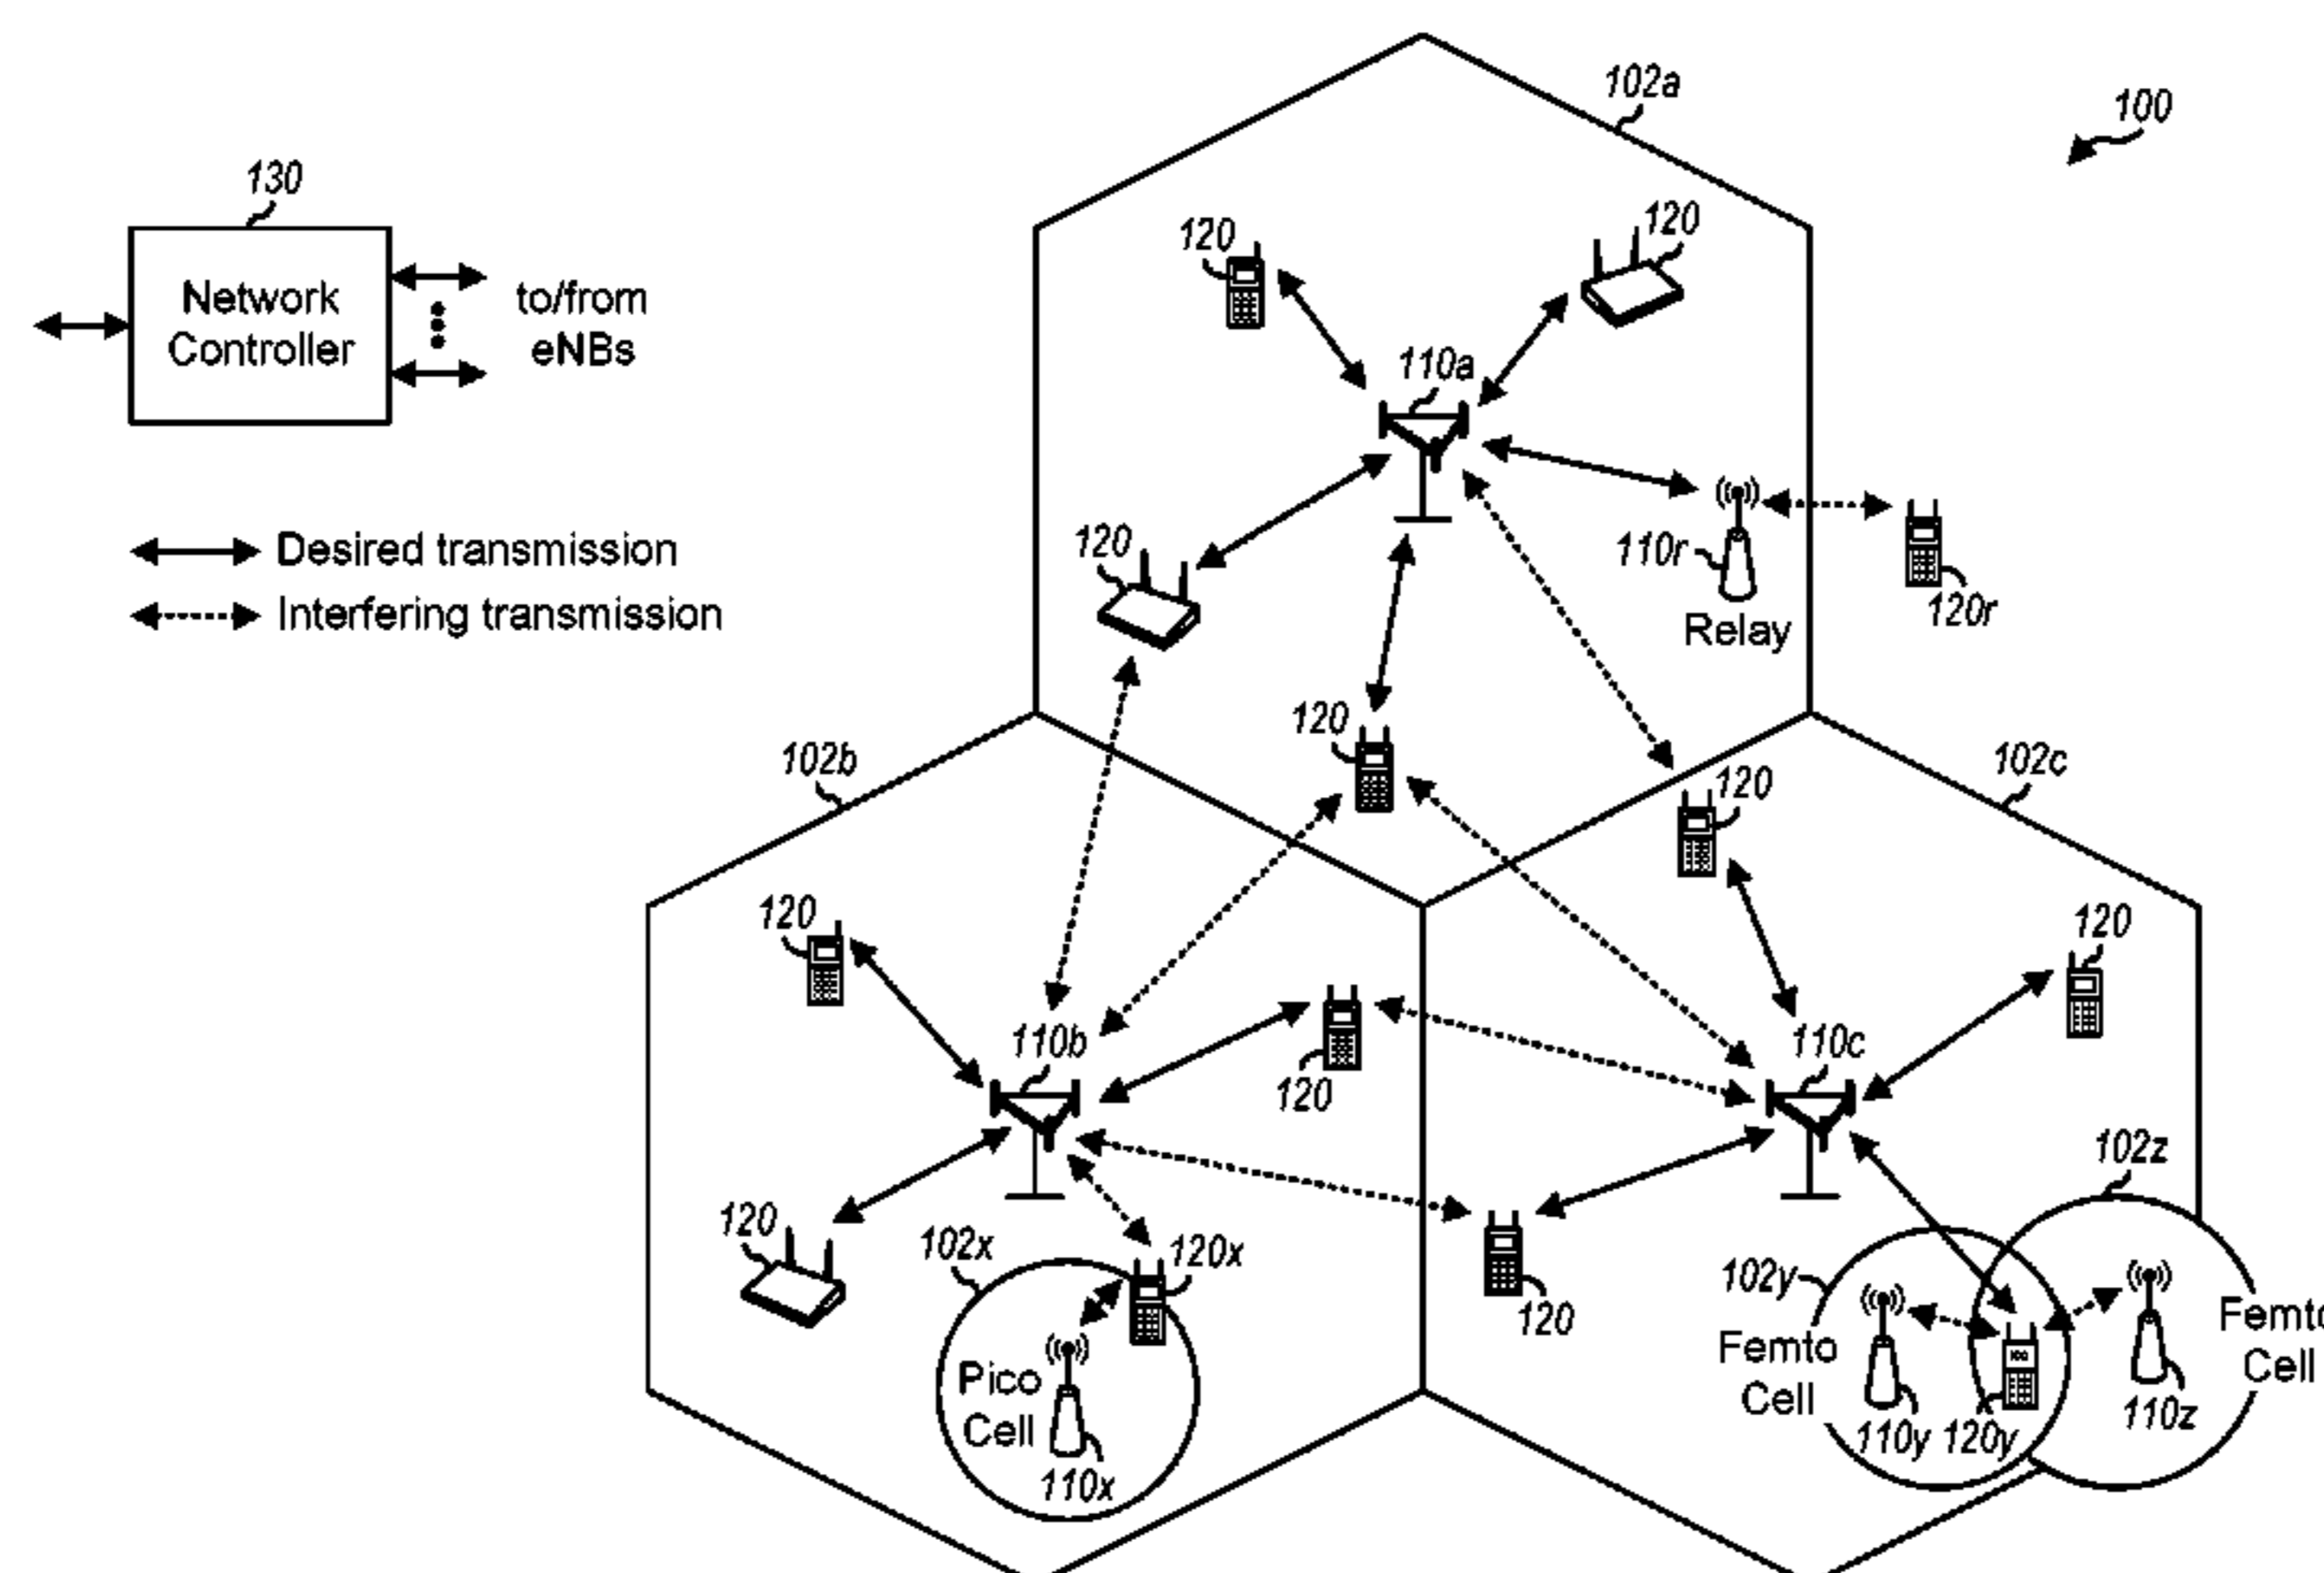 102a
100
130
120
120
Network
Controller
to/from
eNBs
110a
Desired transmission
Interfering transmission
120
110r
Relay
120r
120
120
102b
102c
120
120
110b
120
110c
102z
120
102x
120x
102y
120
Femto
Cell
Femto
Cell
Pico
Cell
110x
110y
120y
110z